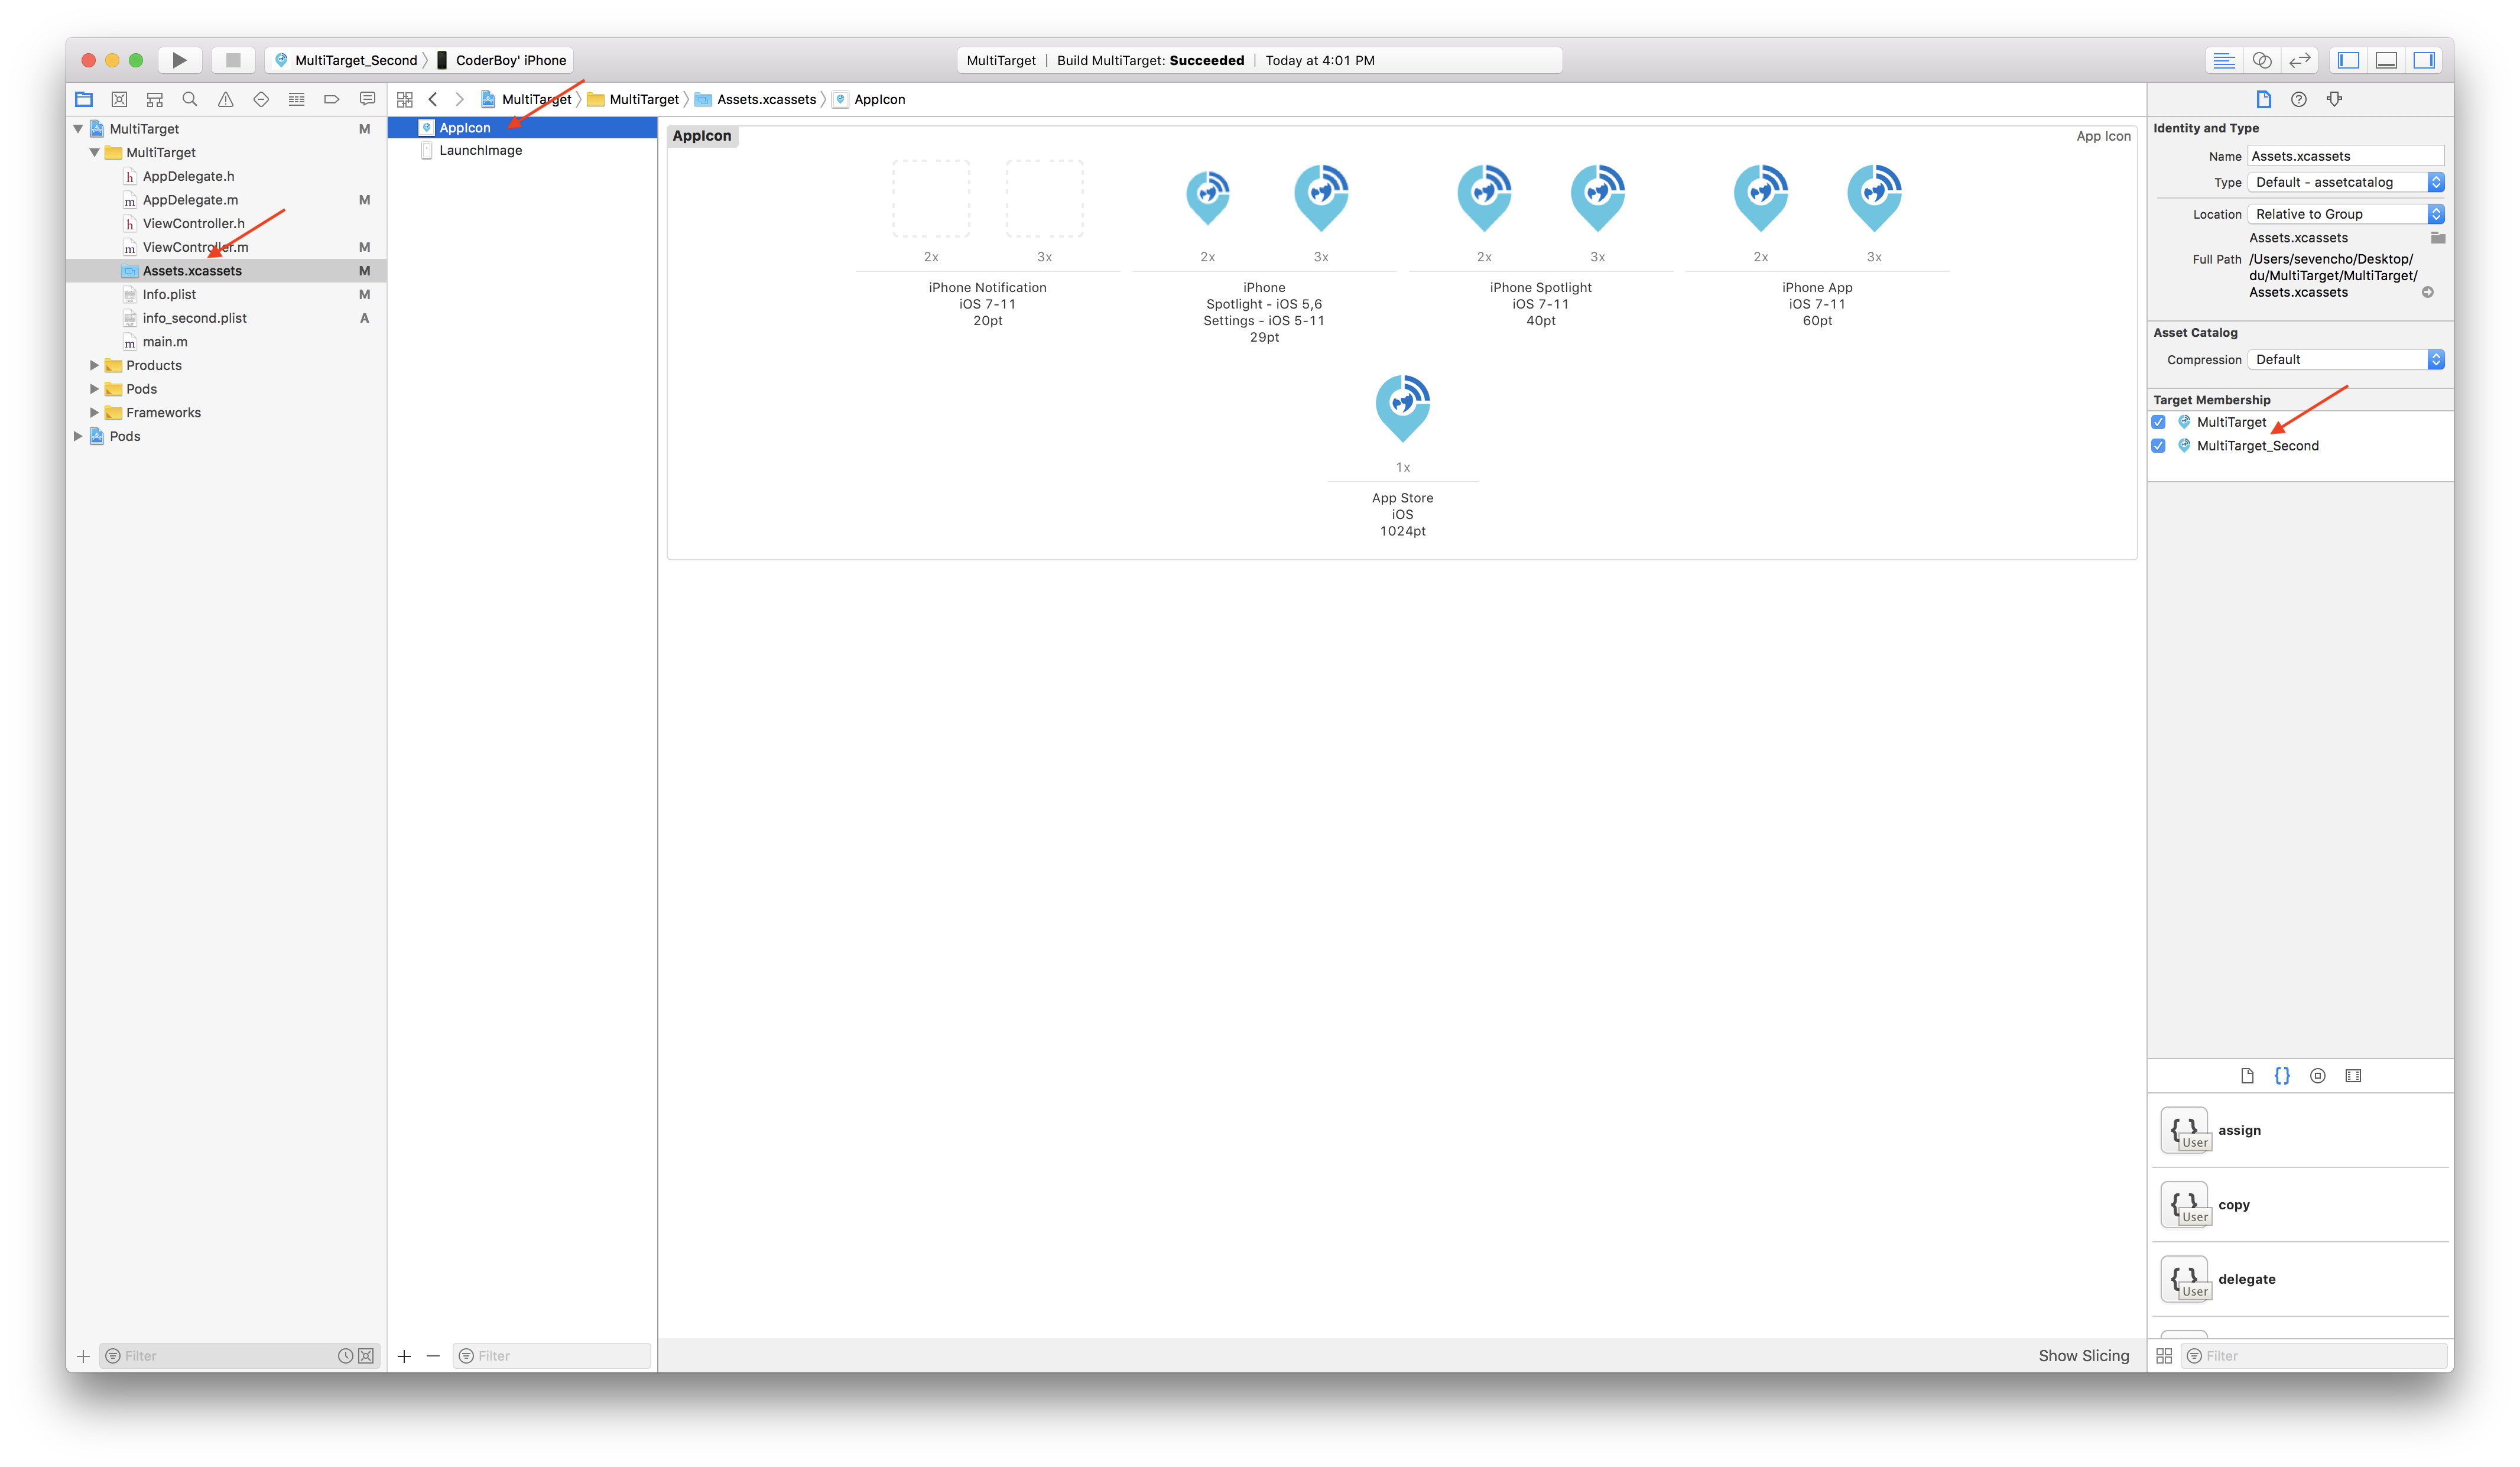 MultiTarget_Second CoderBoy' iPhone
MultiTarget | Build MultiTarget: Succeeded | Today at 4:01 PM
MultiTarget MultiTarget Assets.xcassets AppIcon
MultiTarget M
MultiTarget
AppDelegate.h
AppDelegate.m M
ViewController.h
ViewController.m M
Assets.xcassets M
Info.plist M
info_second.plist A
main.m
Products
Pods
Frameworks
Pods
Filter
AppIcon
LaunchImage
Filter
AppIcon
App Icon
2x 3x
iPhone Notification
iOS 7-11
20pt
2x 3x
iPhone
Spotlight - iOS 5,6
Settings - iOS 5-11
29pt
2x 3x
iPhone Spotlight
iOS 7-11
40pt
2x 3x
iPhone App
iOS 7-11
60pt
1x
App Store
iOS
1024pt
Show Slicing
Identity and Type
Name Assets.xcassets
Type Default - assetcatalog
Location Relative to Group
Assets.xcassets
Full Path /Users/sevencho/Desktop/
du/MultiTarget/MultiTarget/
Assets.xcassets
Asset Catalog
Compression Default
Target Membership
MultiTarget
MultiTarget_Second
{ } User assign
{ } User copy
{ } User delegate
Filter